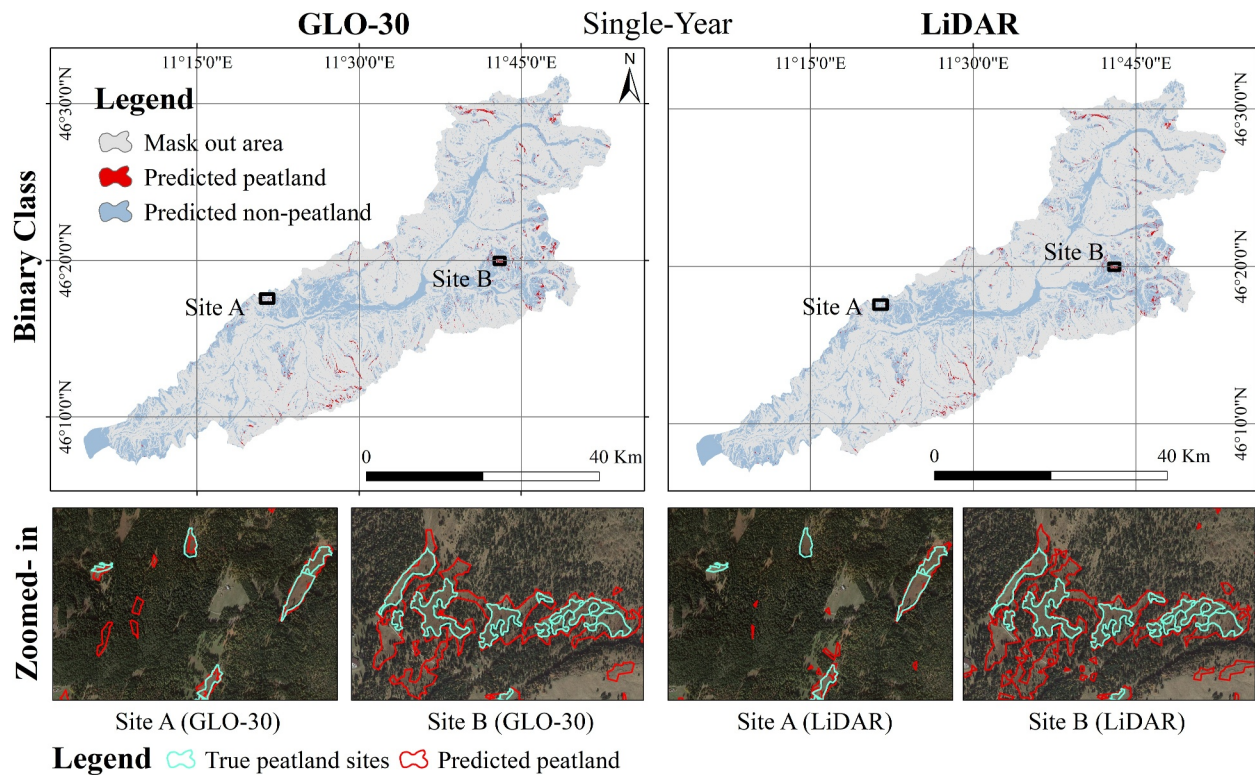 GLO-30
Single-Year
LiDAR
11°15'0"E
11°30'0"E
11°45'0"E
N
11°15'0"E
11°30'0"E
11°45'0"E
Binary Class
46°30'0"N
46°20'0"N
46°10'0"N
Legend
Mask out area
Predicted peatland
Predicted non-peatland
Site A
Site B
0
40 Km
Site A
Site B
0
40 Km
46°30'0"N
46°20'0"N
46°10'0"N
Zoomed- in
Site A (GLO-30)
Site B (GLO-30)
Site A (LiDAR)
Site B (LiDAR)
Legend
True peatland sites
Predicted peatland